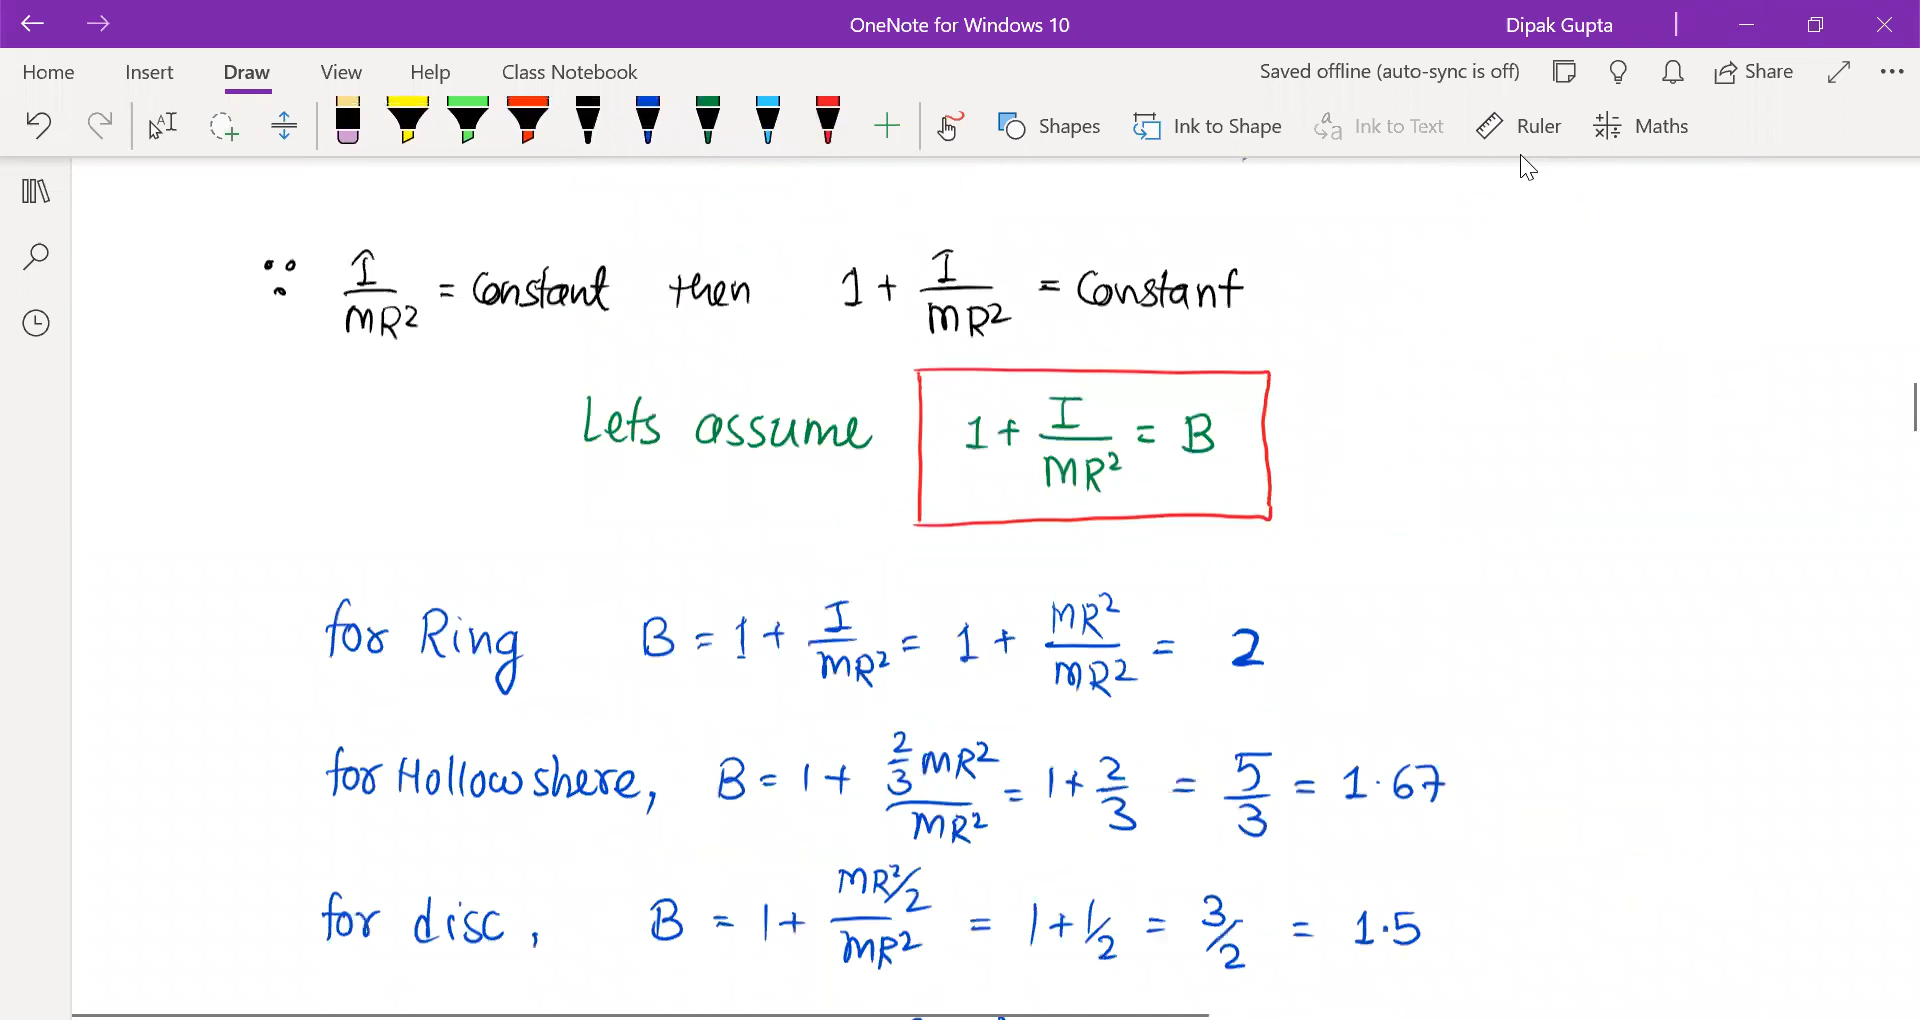 OneNote for Windows 10
Dipak Gupta
Home Insert Draw View Help Class Notebook
Saved offline (auto-sync is off) Share
Shapes Ink to Shape Ink to Text Ruler Maths
∵ I/MR² = Constant then 1 + I/MR² = Constant
Lets assume 1 + I/MR² = B
for Ring B = 1 + I/MR² = 1 + MR²/MR² = 2
for Hollow shere, B = 1 + (2/3 MR²)/MR² = 1 + 2/3 = 5/3 = 1.67
for disc, B = 1 + (MR²/2)/MR² = 1 + 1/2 = 3/2 = 1.5